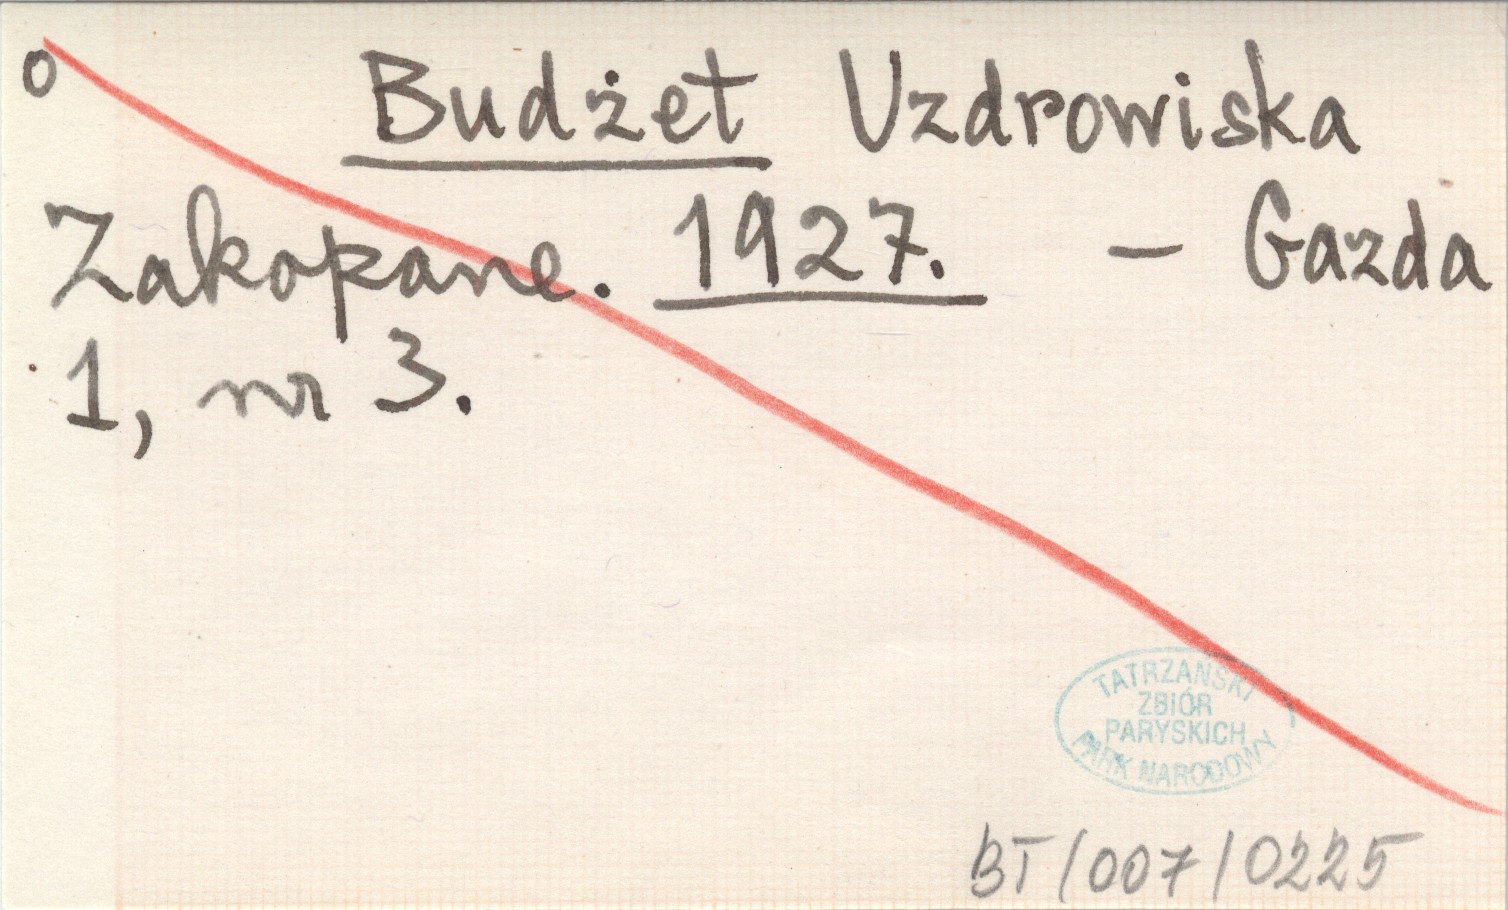 o Budżet Uzdrowiska
Zakopane. 1927. – Gazda
1, nr 3.
TATRZAŃSKI
ZBIÓR
PARYSKICH
PARK NARODOWY
BT/007/0225